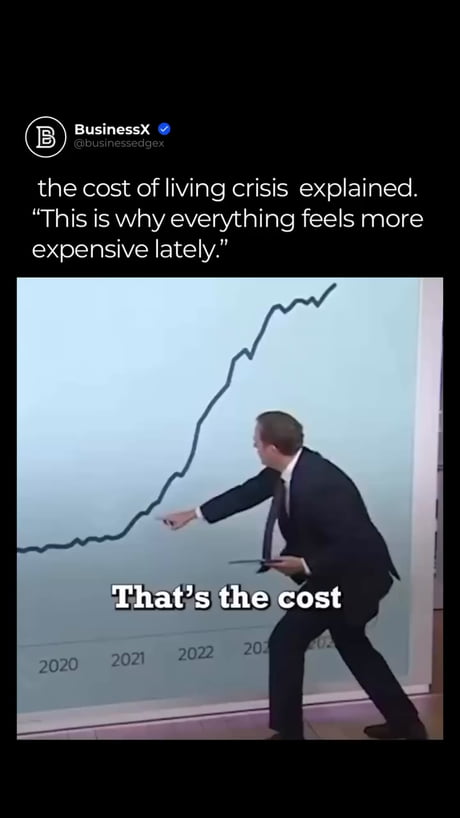 B
BusinessX
@businessedgex
the cost of living crisis explained.
“This is why everything feels more
expensive lately.”
That's the cost
2020 2021 2022